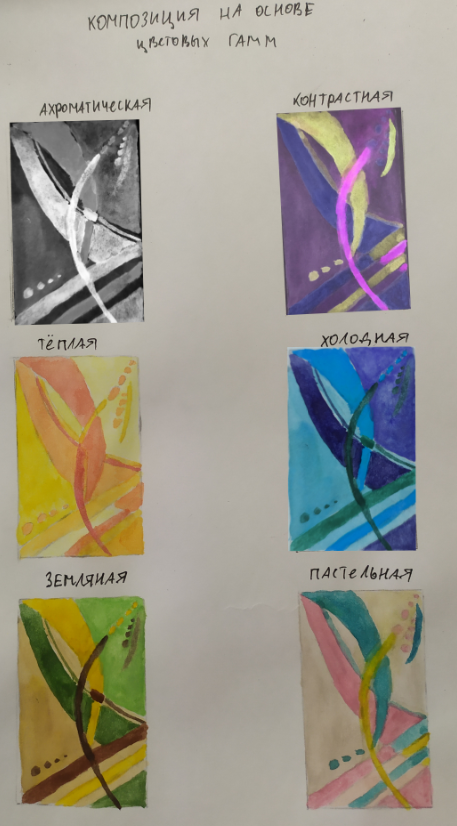 КОМПОЗИЦИЯ НА ОСНОВЕ
ЦВЕТОВЫХ ГАММ
АХРОМАТИЧЕСКАЯ
КОНТРАСТНАЯ
ТЁПЛАЯ
ХОЛОДНАЯ
ЗЕМЛЯНАЯ
ПАСТЕЛЬНАЯ